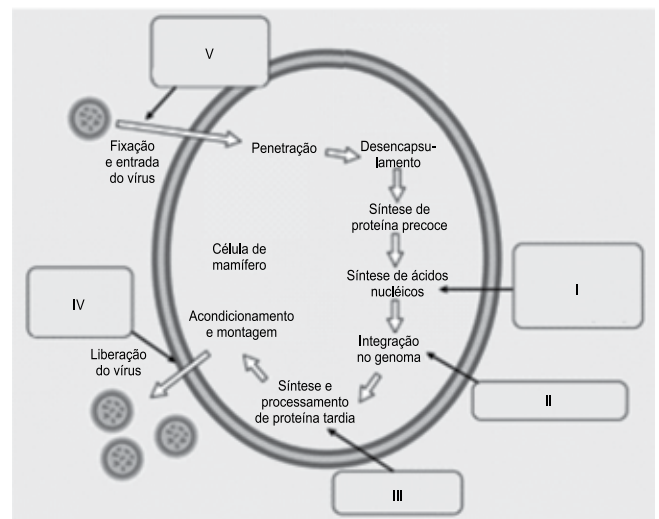 V
Fixação
e entrada
do vírus
Penetração
Desencapsu-
lamento
Síntese de
proteína precoce
Célula de
mamífero
Síntese de ácidos
nucléicos
I
IV
Acondicionamento
e montagem
Integração
no genoma
Liberação
do vírus
Síntese e
processamento
de proteína tardia
II
III